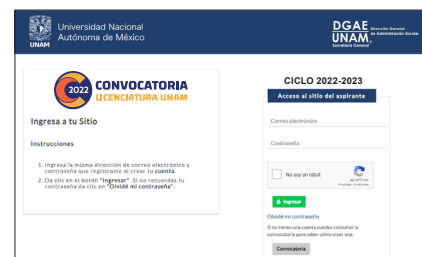 Universidad Nacional
Autónoma de México
UNAM
DGAE Dirección General
de Administración Escolar
UNAM
Secretaría General
2022
CONVOCATORIA
LICENCIATURA UNAM
Ingresa a tu Sitio
Instrucciones
1. Ingresa la misma dirección de correo electrónico y
contraseña que registraste al crear tu cuenta.
2. Da clic en el botón "Ingresar". Si no recuerdas tu
contraseña da clic en "Olvidé mi contraseña".
CICLO 2022-2023
Acceso al sitio del aspirante
Correo electrónico
Contraseña
No soy un robot
reCAPTCHA
Privacidad - Condiciones
Ingresar
Olvidé mi contraseña
Si no tienes una cuenta puedes consultar la
convocatoria para saber cómo crear una.
Convocatoria